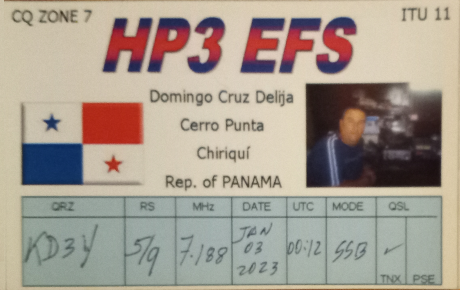 CQ ZONE 7
ITU 11
HP3 EFS
Domingo Cruz Delija
Cerro Punta
Chiriquí
Rep. of PANAMA
QRZ RS MHz DATE UTC MODE QSL
KD3Y 5/9 7.188 JAN 03 2023 00:12 SSB ✓
TNX PSE